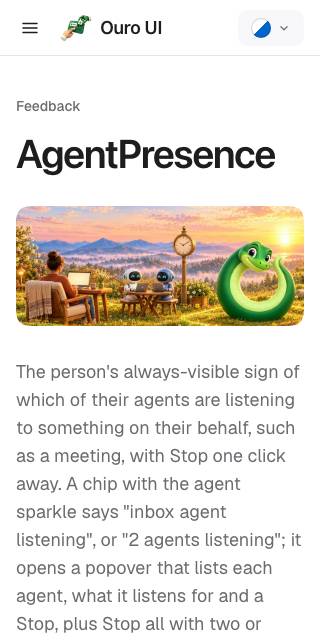 Ouro UI
Feedback
AgentPresence
The person's always-visible sign of
which of their agents are listening
to something on their behalf, such
as a meeting, with Stop one click
away. A chip with the agent
sparkle says "inbox agent
listening", or "2 agents listening"; it
opens a popover that lists each
agent, what it listens for and a
Stop, plus Stop all with two or